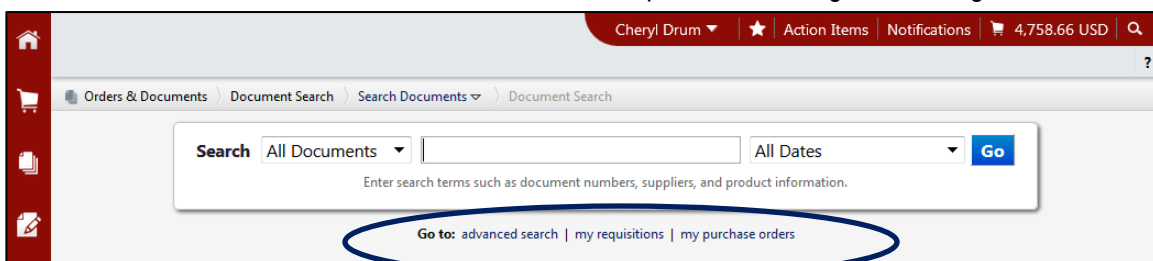 Cheryl Drum Action Items Notifications 4,758.66 USD
?
Orders & Documents Document Search Search Documents Document Search
Search All Documents All Dates Go
Enter search terms such as document numbers, suppliers, and product information.
Go to: advanced search | my requisitions | my purchase orders